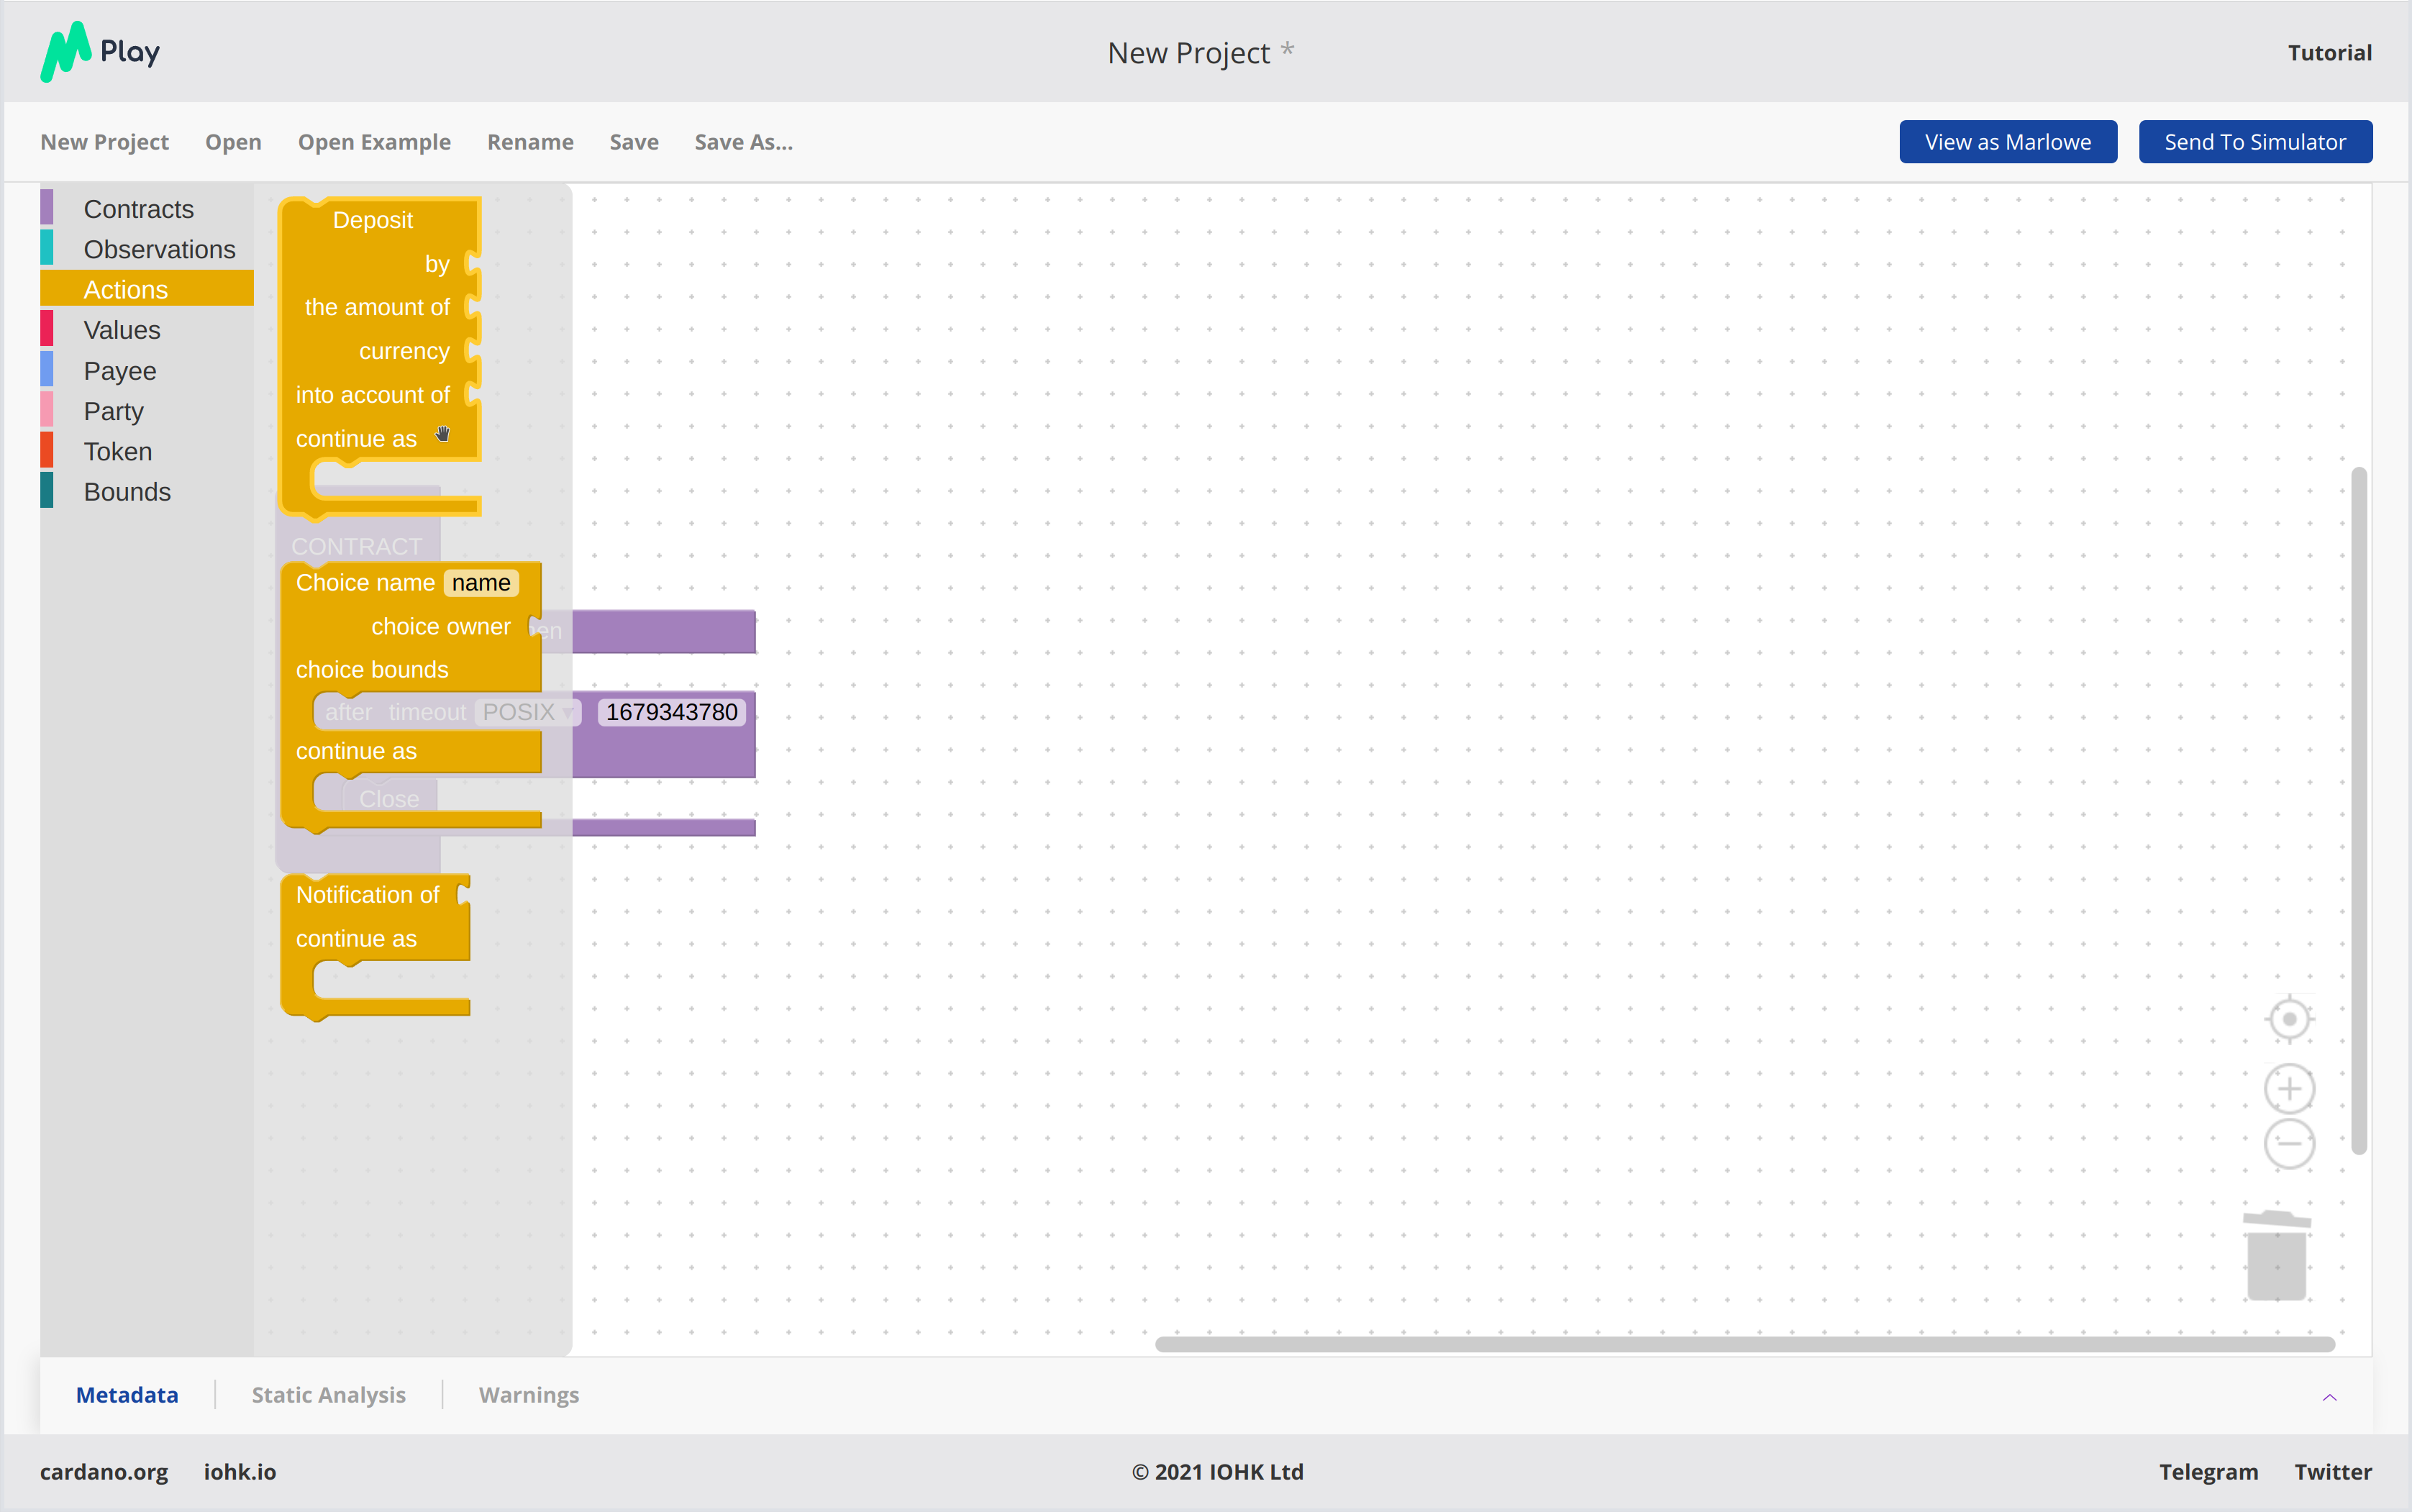 Play
New Project *
Tutorial
New Project Open Open Example Rename Save Save As...
View as Marlowe
Send To Simulator
Contracts
Observations
Actions
Values
Payee
Party
Token
Bounds
Deposit
by
the amount of
currency
into account of
continue as
CONTRACT
Choice name name
choice owner
choice bounds
after timeout POSIX 1679343780
continue as
Close
Notification of
continue as
Metadata Static Analysis Warnings
cardano.org iohk.io
© 2021 IOHK Ltd
Telegram Twitter